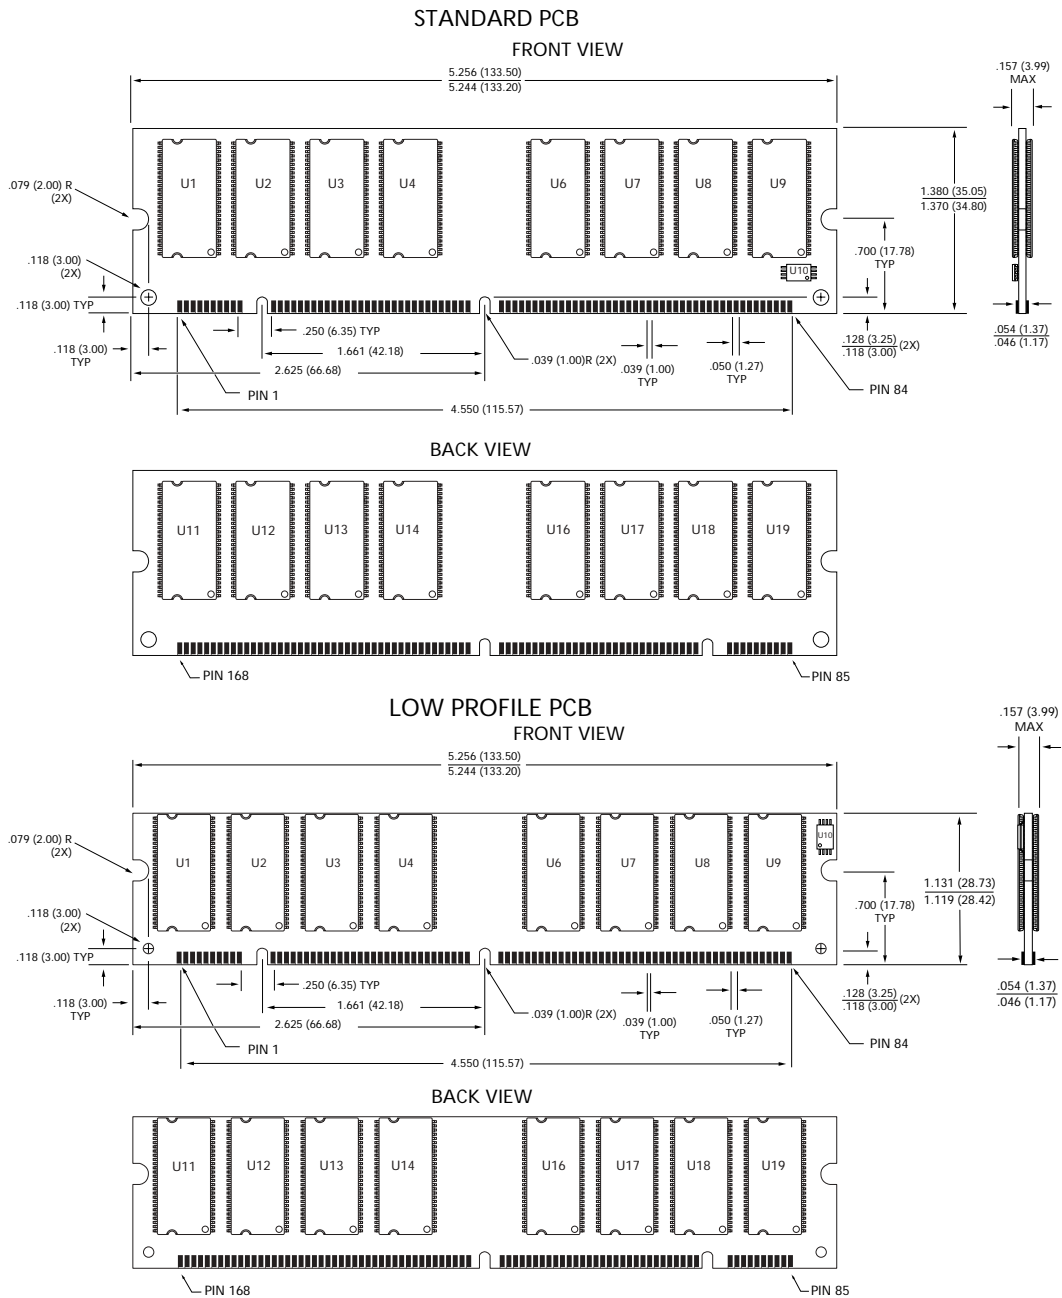 STANDARD PCB
FRONT VIEW
5.256 (133.50)
5.244 (133.20)
.157 (3.99)
MAX
.079 (2.00) R
(2X)
U1
U2
U3
U4
U6
U7
U8
U9
1.380 (35.05)
1.370 (34.80)
.118 (3.00)
(2X)
.700 (17.78)
TYP
U10
.118 (3.00) TYP
.118 (3.00)
TYP
.250 (6.35) TYP
1.661 (42.18)
2.625 (66.68)
.039 (1.00)R (2X)
.039 (1.00)
TYP
.050 (1.27)
TYP
.128 (3.25)
.118 (3.00)
(2X)
.054 (1.37)
.046 (1.17)
PIN 1
PIN 84
4.550 (115.57)
BACK VIEW
U11
U12
U13
U14
U16
U17
U18
U19
PIN 168
PIN 85
LOW PROFILE PCB
FRONT VIEW
5.256 (133.50)
5.244 (133.20)
.157 (3.99)
MAX
.079 (2.00) R
(2X)
U1
U2
U3
U4
U6
U7
U8
U9
U10
1.131 (28.73)
1.119 (28.42)
.118 (3.00)
(2X)
.700 (17.78)
TYP
.118 (3.00) TYP
.118 (3.00)
TYP
.250 (6.35) TYP
1.661 (42.18)
2.625 (66.68)
.039 (1.00)R (2X)
.039 (1.00)
TYP
.050 (1.27)
TYP
.128 (3.25)
.118 (3.00)
(2X)
.054 (1.37)
.046 (1.17)
PIN 1
PIN 84
4.550 (115.57)
BACK VIEW
U11
U12
U13
U14
U16
U17
U18
U19
PIN 168
PIN 85